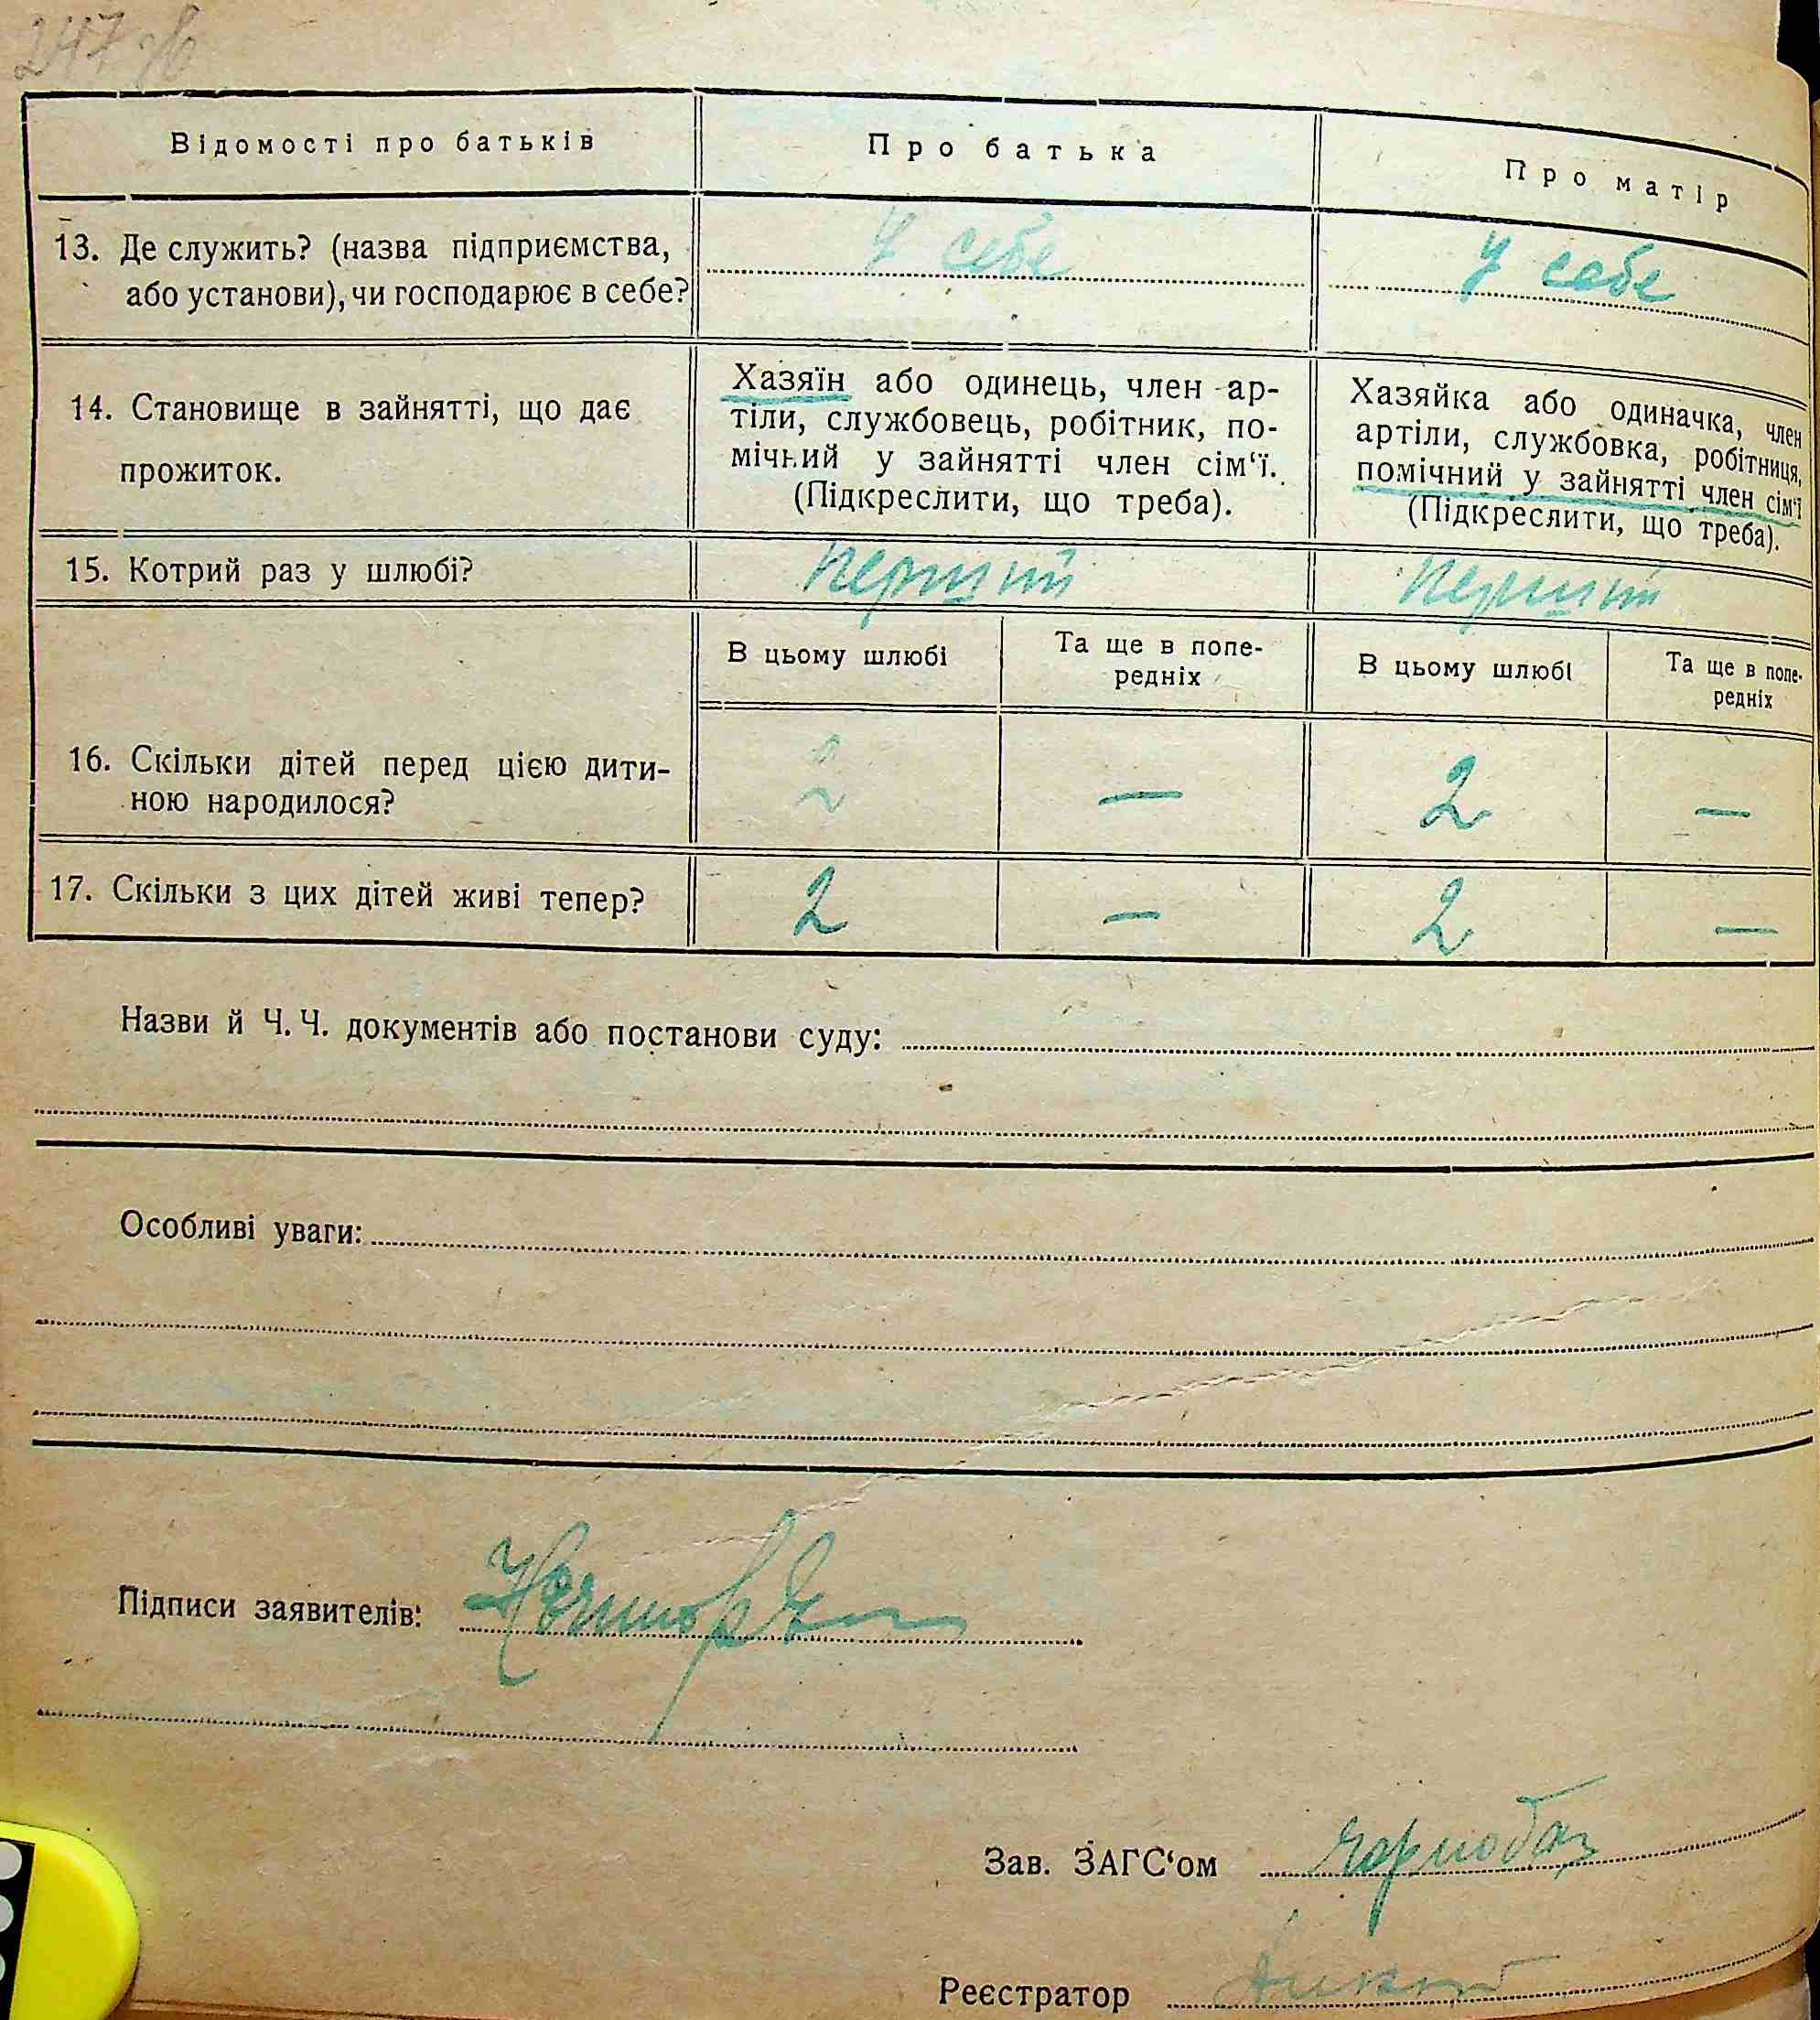 247 зв
Відомості про батьків
Про батька
Про матір
13. Де служить? (назва підприємства,
або установи), чи господарює в себе?
У себе
У себе
14. Становище в зайнятті, що дає
прожиток.
Хазяїн або одинець, член ар-
тіли, службовець, робітник, по-
мічний у зайнятті член сім‘ї.
(Підкреслити, що треба).
Хазяйка або одиначка, член
артіли, службовка, робітниця,
помічний у зайнятті член сім‘ї
(Підкреслити, що треба).
15. Котрий раз у шлюбі?
перший
перший
В цьому шлюбі
Та ще в попе-
редніх
В цьому шлюбі
Та ще в попе-
редніх
16. Скільки дітей перед цією дити-
ною народилося?
2
—
2
—
17. Скільки з цих дітей живі тепер?
2
—
2
—
Назви й Ч. Ч. документів або постанови суду:
Особливі уваги:
Підписи заявителів:
Зав. ЗАГС‘ом
Реєстратор